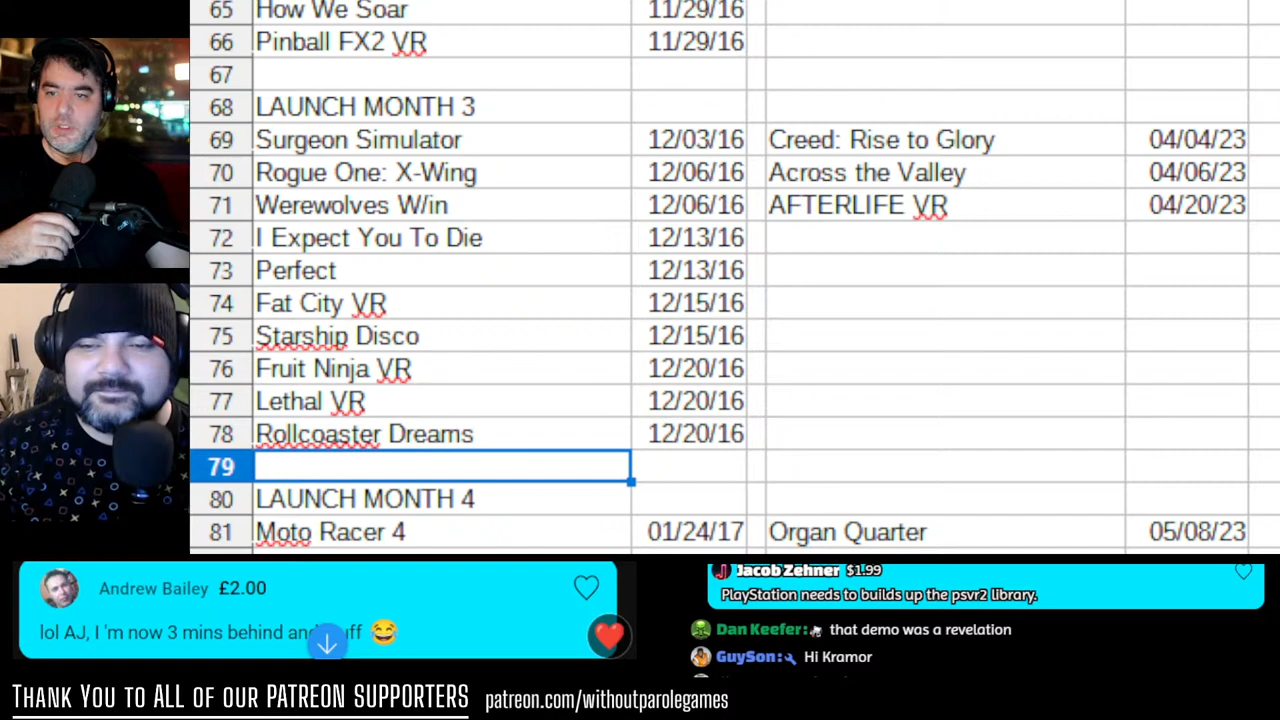 65 How We Soar 11/29/16
66 Pinball FX2 VR 11/29/16
67
68 LAUNCH MONTH 3
69 Surgeon Simulator 12/03/16 Creed: Rise to Glory 04/04/23
70 Rogue One: X-Wing 12/06/16 Across the Valley 04/06/23
71 Werewolves W/in 12/06/16 AFTERLIFE VR 04/20/23
72 I Expect You To Die 12/13/16
73 Perfect 12/13/16
74 Fat City VR 12/15/16
75 Starship Disco 12/15/16
76 Fruit Ninja VR 12/20/16
77 Lethal VR 12/20/16
78 Rollcoaster Dreams 12/20/16
79
80 LAUNCH MONTH 4
81 Moto Racer 4 01/24/17 Organ Quarter 05/08/23
Andrew Bailey £2.00
lol AJ, I 'm now 3 mins behind and 😂
Jacob Zehner $1.99
PlayStation needs to builds up the psvr2 library.
Dan Keefer: that demo was a revelation
GuySon: Hi Kramor
THANK YOU TO ALL OF OUR PATREON SUPPORTERS patreon.com/withoutparolegames